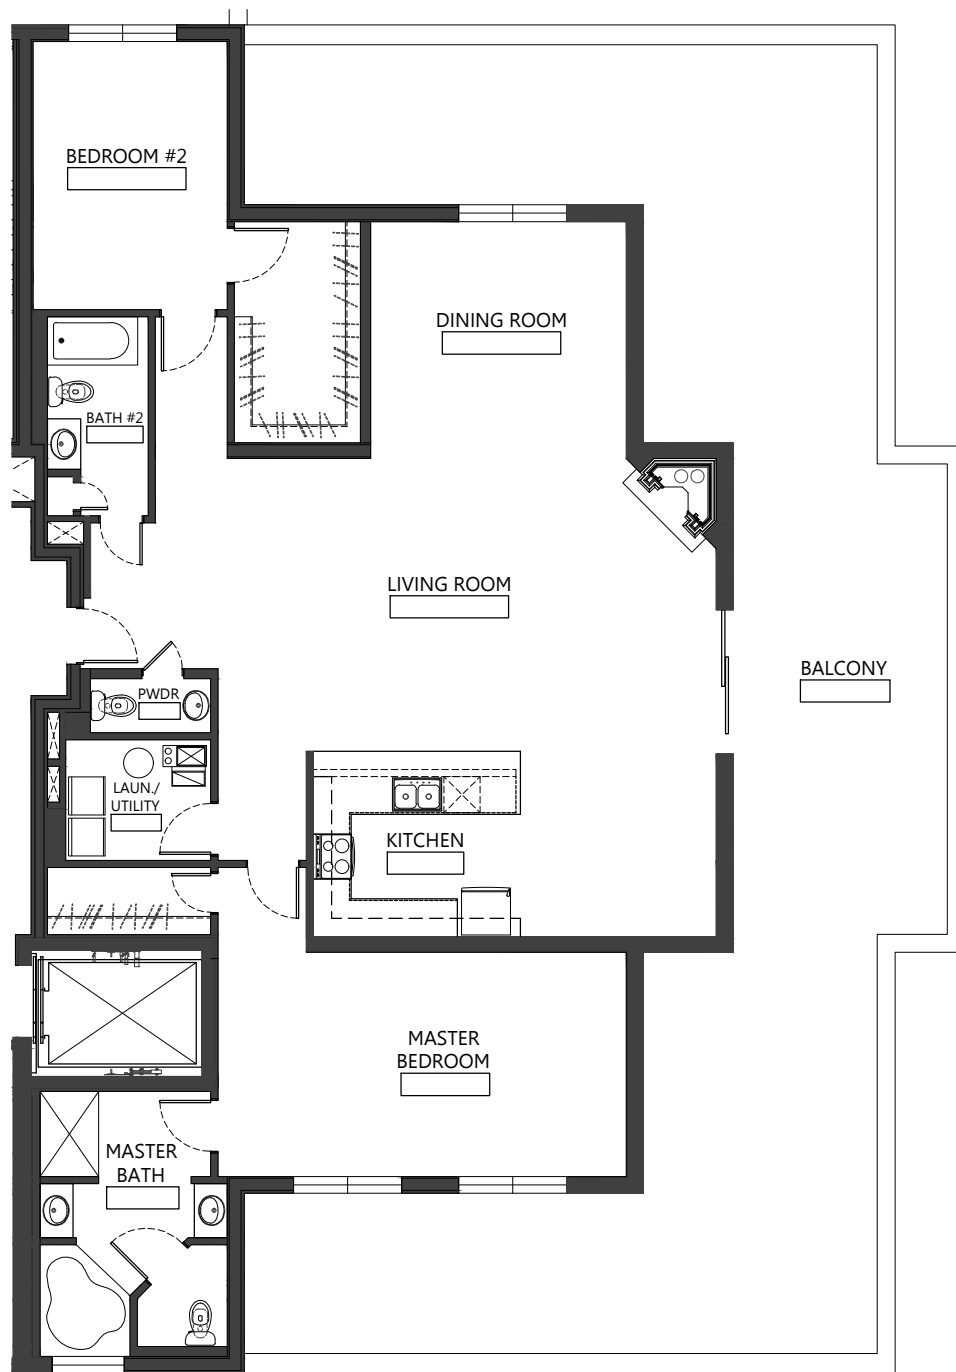 BEDROOM #2
DINING ROOM
BATH #2
LIVING ROOM
BALCONY
PWDR
LAUN./
UTILITY
KITCHEN
MASTER
BEDROOM
MASTER
BATH